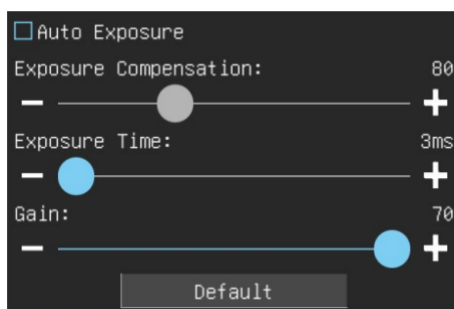 Auto Exposure
Exposure Compensation: 80
Exposure Time: 3ms
Gain: 70
Default